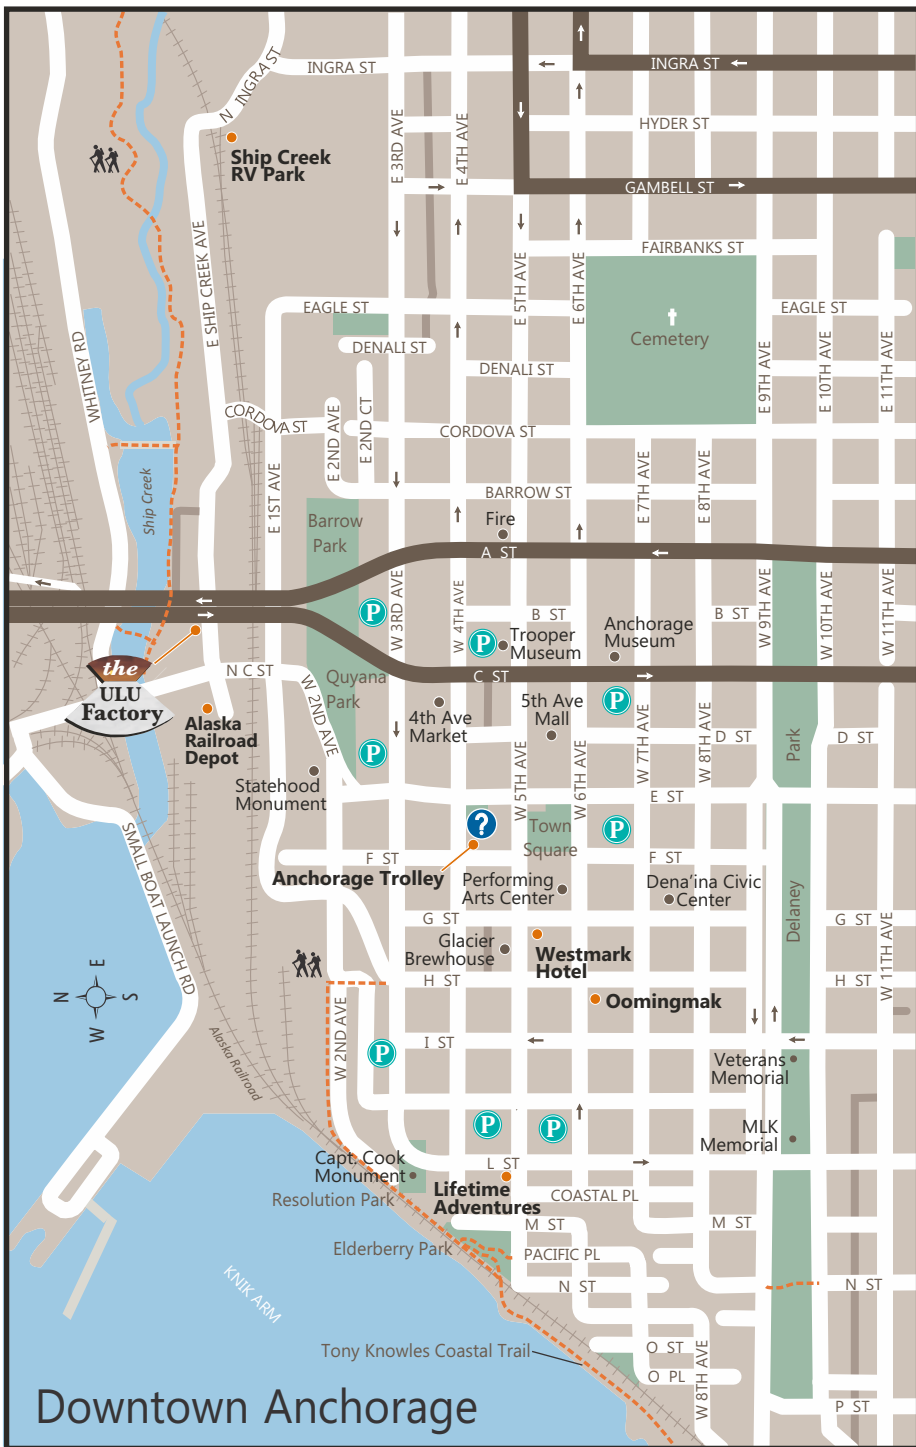 INGRA ST
INGRA ST
N INGRA ST
HYDER ST
E 3RD AVE
E 4TH AVE
Ship Creek
RV Park
GAMBELL ST
E SHIP CREEK AVE
FAIRBANKS ST
E 5TH AVE
E 6TH AVE
EAGLE ST
EAGLE ST
WHITNEY RD
Cemetery
DENALI ST
DENALI ST
E 9TH AVE
E 10TH AVE
E 11TH AVE
CORDOVA ST
CORDOVA ST
E 2ND AVE
E 2ND CT
E 1ST AVE
E 7TH AVE
E 8TH AVE
Ship Creek
BARROW ST
Barrow
Park
Fire
A ST
W 3RD AVE
W 4TH AVE
B ST
B ST
W 9TH AVE
W 10TH AVE
W 11TH AVE
P
P
Trooper
Museum
Anchorage
Museum
the
ULU
Factory
N C ST
C ST
Quyana
Park
W 2ND AVE
P
Alaska
Railroad
Depot
4th Ave
Market
5th Ave
Mall
W 7TH AVE
W 8TH AVE
D ST
D ST
Park
P
W 5TH AVE
W 6TH AVE
Statehood
Monument
E ST
SMALL BOAT LAUNCH RD
?
Town
Square
P
F ST
F ST
Anchorage Trolley
Performing
Arts Center
Dena'ina Civic
Center
Delaney
G ST
G ST
W 11TH AVE
Glacier
Brewhouse
Westmark
Hotel
H ST
H ST
N
E
S
W
Oomingmak
W 2ND AVE
Alaska Railroad
I ST
P
Veterans
Memorial
P
P
MLK
Memorial
Capt. Cook
Monument
L ST
Resolution Park
Lifetime
Adventures
COASTAL PL
M ST
M ST
Elderberry Park
PACIFIC PL
N ST
N ST
KNIK ARM
Tony Knowles Coastal Trail
O ST
O PL
W 8TH AVE
P ST
Downtown Anchorage